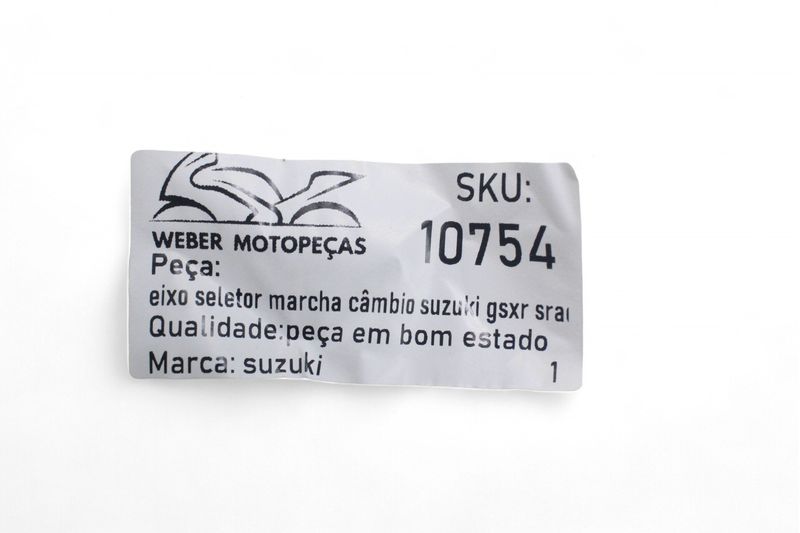 WEBER MOTOPEÇAS
SKU:
10754
Peça:
eixo seletor marcha câmbio suzuki gsxr
Qualidade:peça em bom estado
Marca: suzuki
1